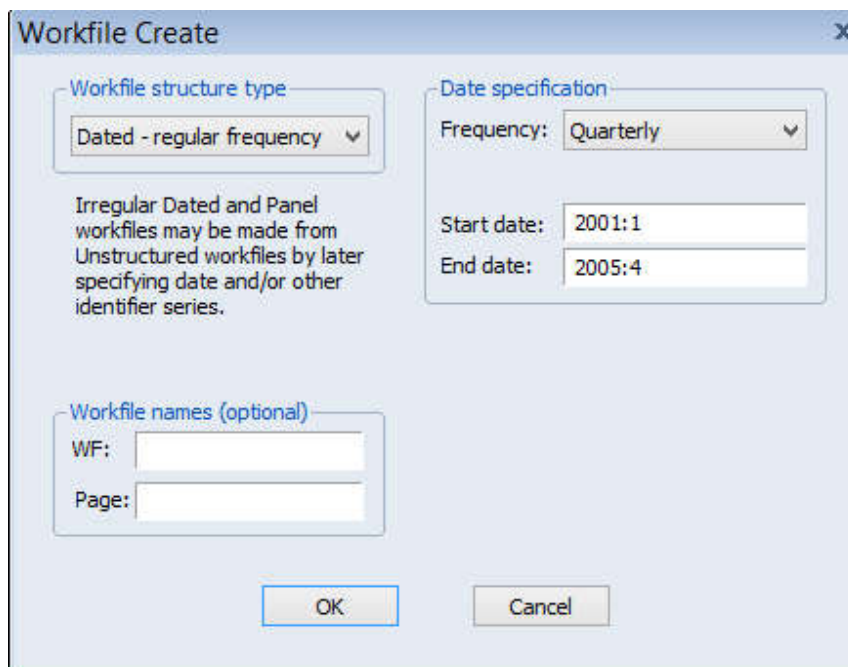 Workfile Create
x
Workfile structure type
Dated - regular frequency
Irregular Dated and Panel
workfiles may be made from
Unstructured workfiles by later
specifying date and/or other
identifier series.
Date specification
Frequency: Quarterly
Start date: 2001:1
End date: 2005:4
Workfile names (optional)
WF:
Page:
OK
Cancel